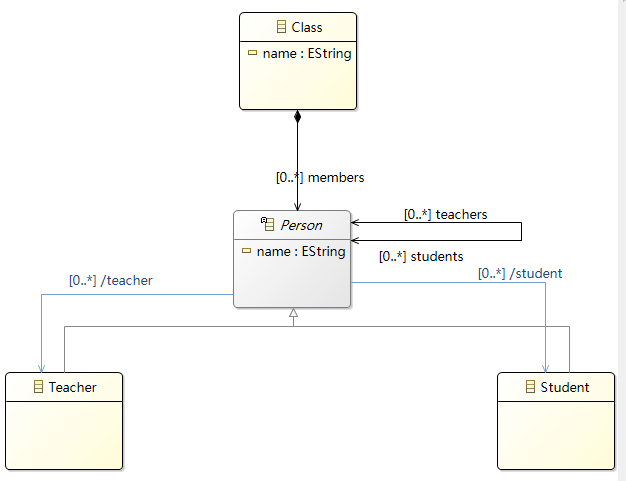 Class
name : EString
[0..*] members
Person
[0..*] teachers
name : EString
[0..*] students
[0..*] /teacher
[0..*] /student
Teacher
Student